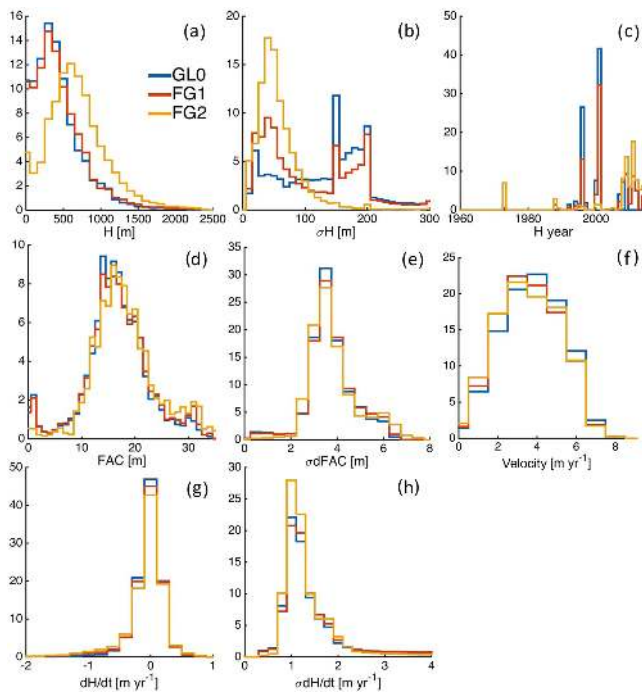 16
14
12
10
8
6
4
2
0
(a)
GL0
FG1
FG2
0 500 1000 1500 2000 2500
H [m]
20
15
10
5
0
(b)
0 100 200 300
σH [m]
50
40
30
20
10
0
(c)
1960 1980 2000
H year
10
8
6
4
2
0
(d)
0 10 20 30
FAC [m]
35
30
25
20
15
10
5
0
(e)
0 2 4 6 8
σdFAC [m]
25
20
15
10
5
0
(f)
0 2 4 6 8
Velocity [m yr⁻¹]
50
40
30
20
10
0
(g)
-2 -1 0 1
dH/dt [m yr⁻¹]
30
25
20
15
10
5
0
(h)
0 1 2 3 4
σdH/dt [m yr⁻¹]